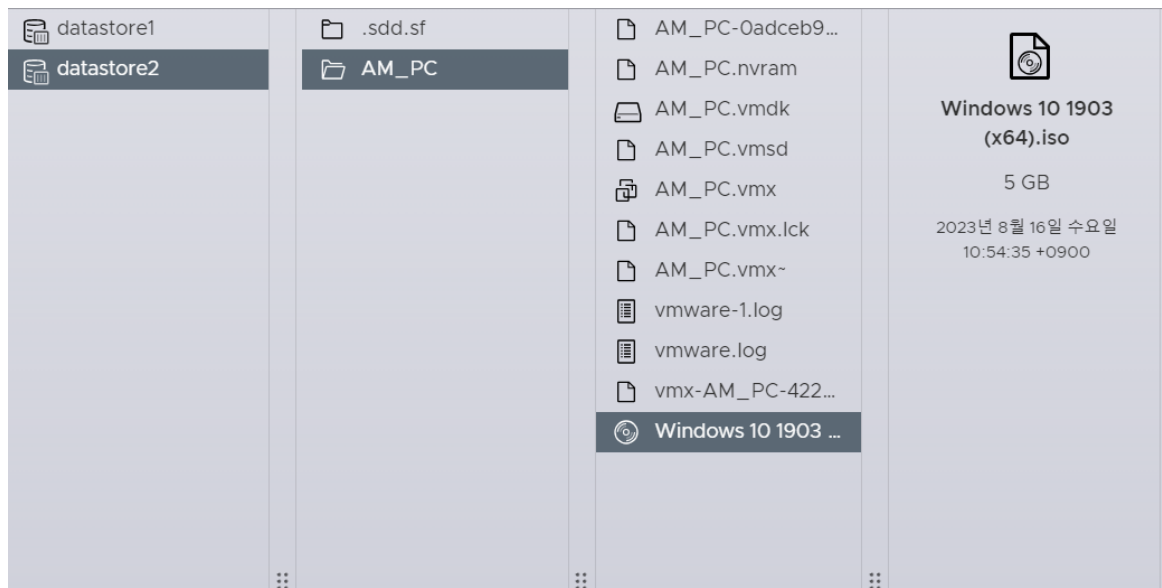 datastore1
datastore2
.sdd.sf
AM_PC
AM_PC-0adceb9...
AM_PC.nvram
AM_PC.vmdk
AM_PC.vmsd
AM_PC.vmx
AM_PC.vmx.lck
AM_PC.vmx~
vmware-1.log
vmware.log
vmx-AM_PC-422...
Windows 10 1903 ...
Windows 10 1903
(x64).iso
5 GB
2023년 8월 16일 수요일
10:54:35 +0900